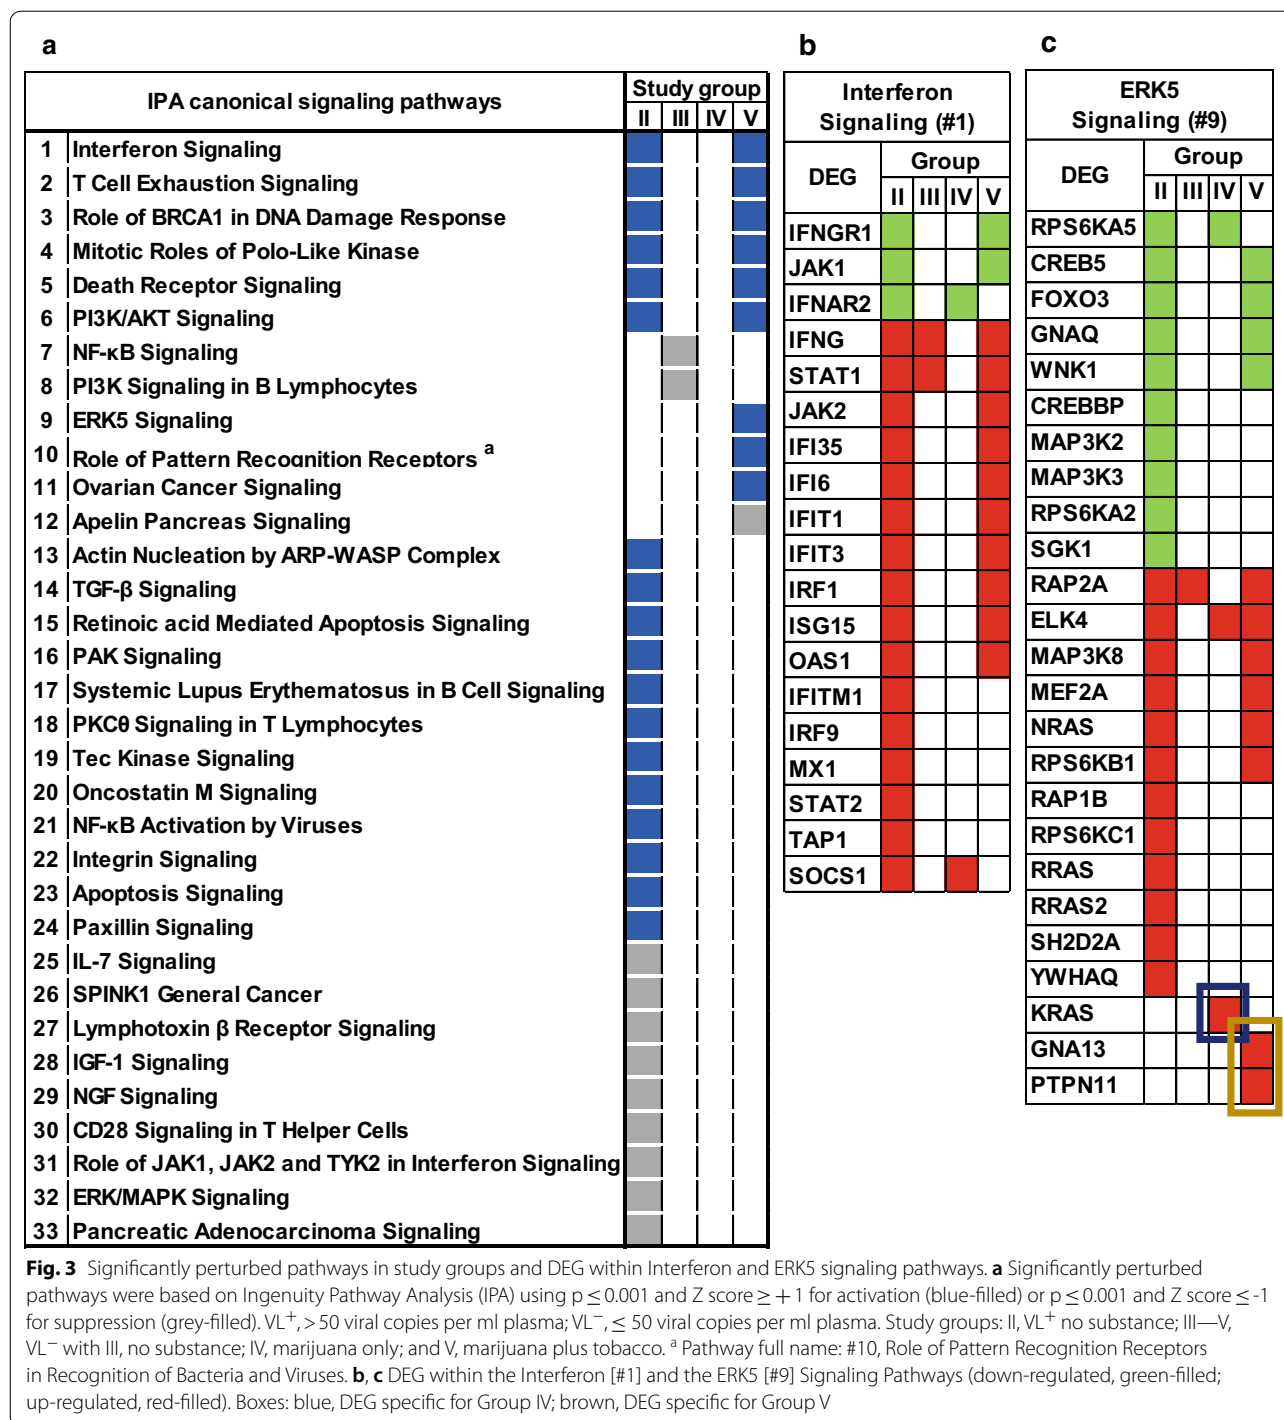 a
IPA canonical signaling pathways
Study group
II III IV V
1 Interferon Signaling
2 T Cell Exhaustion Signaling
3 Role of BRCA1 in DNA Damage Response
4 Mitotic Roles of Polo-Like Kinase
5 Death Receptor Signaling
6 PI3K/AKT Signaling
7 NF-κB Signaling
8 PI3K Signaling in B Lymphocytes
9 ERK5 Signaling
10 Role of Pattern Recognition Receptors a
11 Ovarian Cancer Signaling
12 Apelin Pancreas Signaling
13 Actin Nucleation by ARP-WASP Complex
14 TGF-β Signaling
15 Retinoic acid Mediated Apoptosis Signaling
16 PAK Signaling
17 Systemic Lupus Erythematosus in B Cell Signaling
18 PKCθ Signaling in T Lymphocytes
19 Tec Kinase Signaling
20 Oncostatin M Signaling
21 NF-κB Activation by Viruses
22 Integrin Signaling
23 Apoptosis Signaling
24 Paxillin Signaling
25 IL-7 Signaling
26 SPINK1 General Cancer
27 Lymphotoxin β Receptor Signaling
28 IGF-1 Signaling
29 NGF Signaling
30 CD28 Signaling in T Helper Cells
31 Role of JAK1, JAK2 and TYK2 in Interferon Signaling
32 ERK/MAPK Signaling
33 Pancreatic Adenocarcinoma Signaling
b
Interferon
Signaling (#1)
DEG
Group
II III IV V
IFNGR1
JAK1
IFNAR2
IFNG
STAT1
JAK2
IFI35
IFI6
IFIT1
IFIT3
IRF1
ISG15
OAS1
IFITM1
IRF9
MX1
STAT2
TAP1
SOCS1
c
ERK5
Signaling (#9)
DEG
Group
II III IV V
RPS6KA5
CREB5
FOXO3
GNAQ
WNK1
CREBBP
MAP3K2
MAP3K3
RPS6KA2
SGK1
RAP2A
ELK4
MAP3K8
MEF2A
NRAS
RPS6KB1
RAP1B
RPS6KC1
RRAS
RRAS2
SH2D2A
YWHAQ
KRAS
GNA13
PTPN11
Fig. 3 Significantly perturbed pathways in study groups and DEG within Interferon and ERK5 signaling pathways. a Significantly perturbed
pathways were based on Ingenuity Pathway Analysis (IPA) using p ≤ 0.001 and Z score ≥ + 1 for activation (blue-filled) or p ≤ 0.001 and Z score ≤ -1
for suppression (grey-filled). VL⁺, > 50 viral copies per ml plasma; VL⁻, ≤ 50 viral copies per ml plasma. Study groups: II, VL⁺ no substance; III—V,
VL⁻ with III, no substance; IV, marijuana only; and V, marijuana plus tobacco. ᵃ Pathway full name: #10, Role of Pattern Recognition Receptors
in Recognition of Bacteria and Viruses. b, c DEG within the Interferon [#1] and the ERK5 [#9] Signaling Pathways (down-regulated, green-filled;
up-regulated, red-filled). Boxes: blue, DEG specific for Group IV; brown, DEG specific for Group V